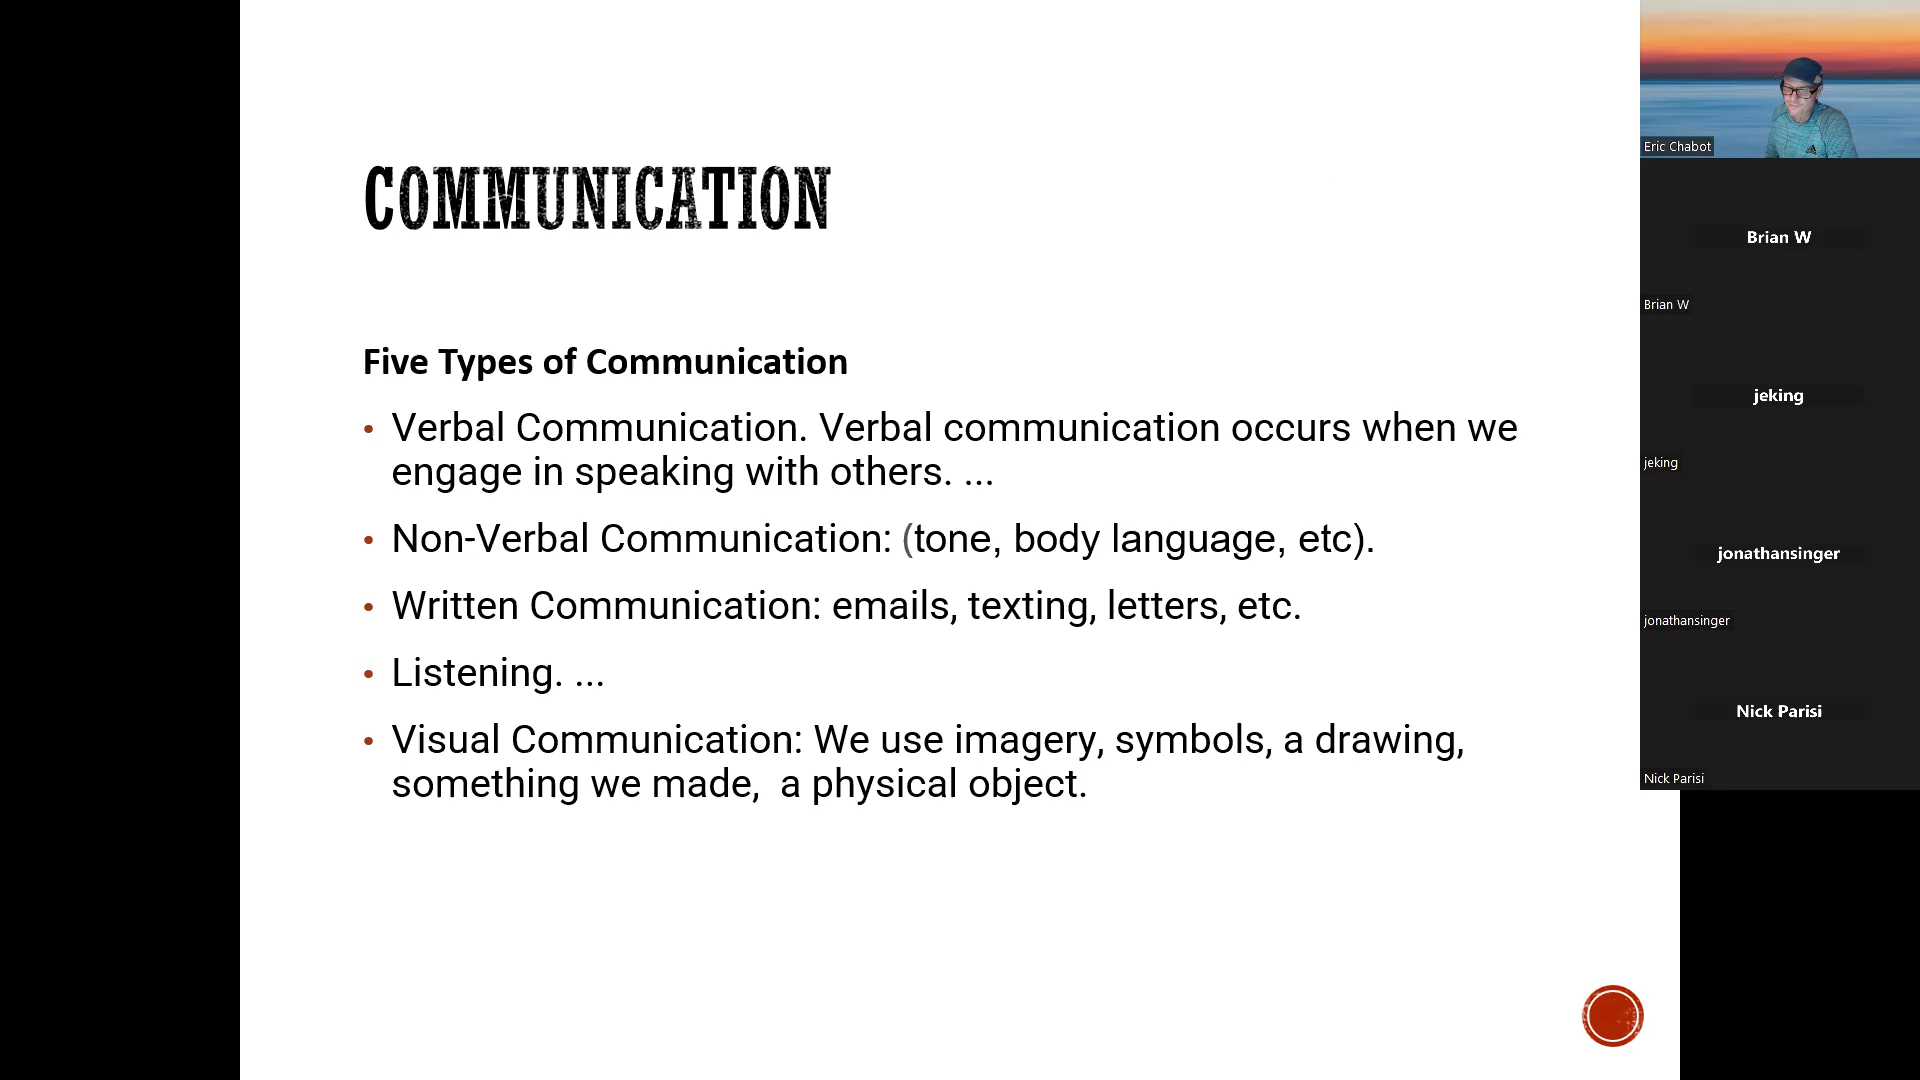 COMMUNICATION
Five Types of Communication
• Verbal Communication. Verbal communication occurs when we
engage in speaking with others. ...
• Non-Verbal Communication: (tone, body language, etc).
• Written Communication: emails, texting, letters, etc.
• Listening. ...
• Visual Communication: We use imagery, symbols, a drawing,
something we made,  a physical object.
Eric Chabot
Brian W
Brian W
jeking
jeking
jonathansinger
jonathansinger
Nick Parisi
Nick Parisi